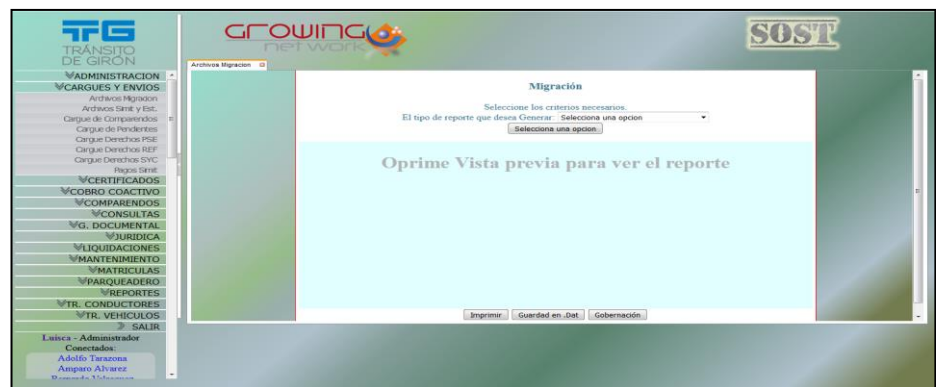 TG
TRÁNSITO
DE GIRÓN
GROWING
network
SOST
Archivos Migracion
ADMINISTRACION
CARGUES Y ENVIOS
Archivos Migracion
Archivos Simit y Est.
Cargue de Comparendos
Cargue de Pendientes
Cargue Derechos PSE
Cargue Derechos REF
Cargue Derechos SYC
Pagos Simit
CERTIFICADOS
COBRO COACTIVO
COMPARENDOS
CONSULTAS
G. DOCUMENTAL
JURIDICA
LIQUIDACIONES
MANTENIMIENTO
MATRICULAS
PARQUEADERO
REPORTES
TR. CONDUCTORES
TR. VEHICULOS
SALIR
Luisca - Administrador
Conectados:
Adolfo Tarazona
Amparo Alvarez
Migración
Seleccione los criterios necesarios.
El tipo de reporte que desea Generar: Selecciona una opcion
Selecciona una opcion
Oprime Vista previa para ver el reporte
Imprimir Guardad en .Dat Gobernación